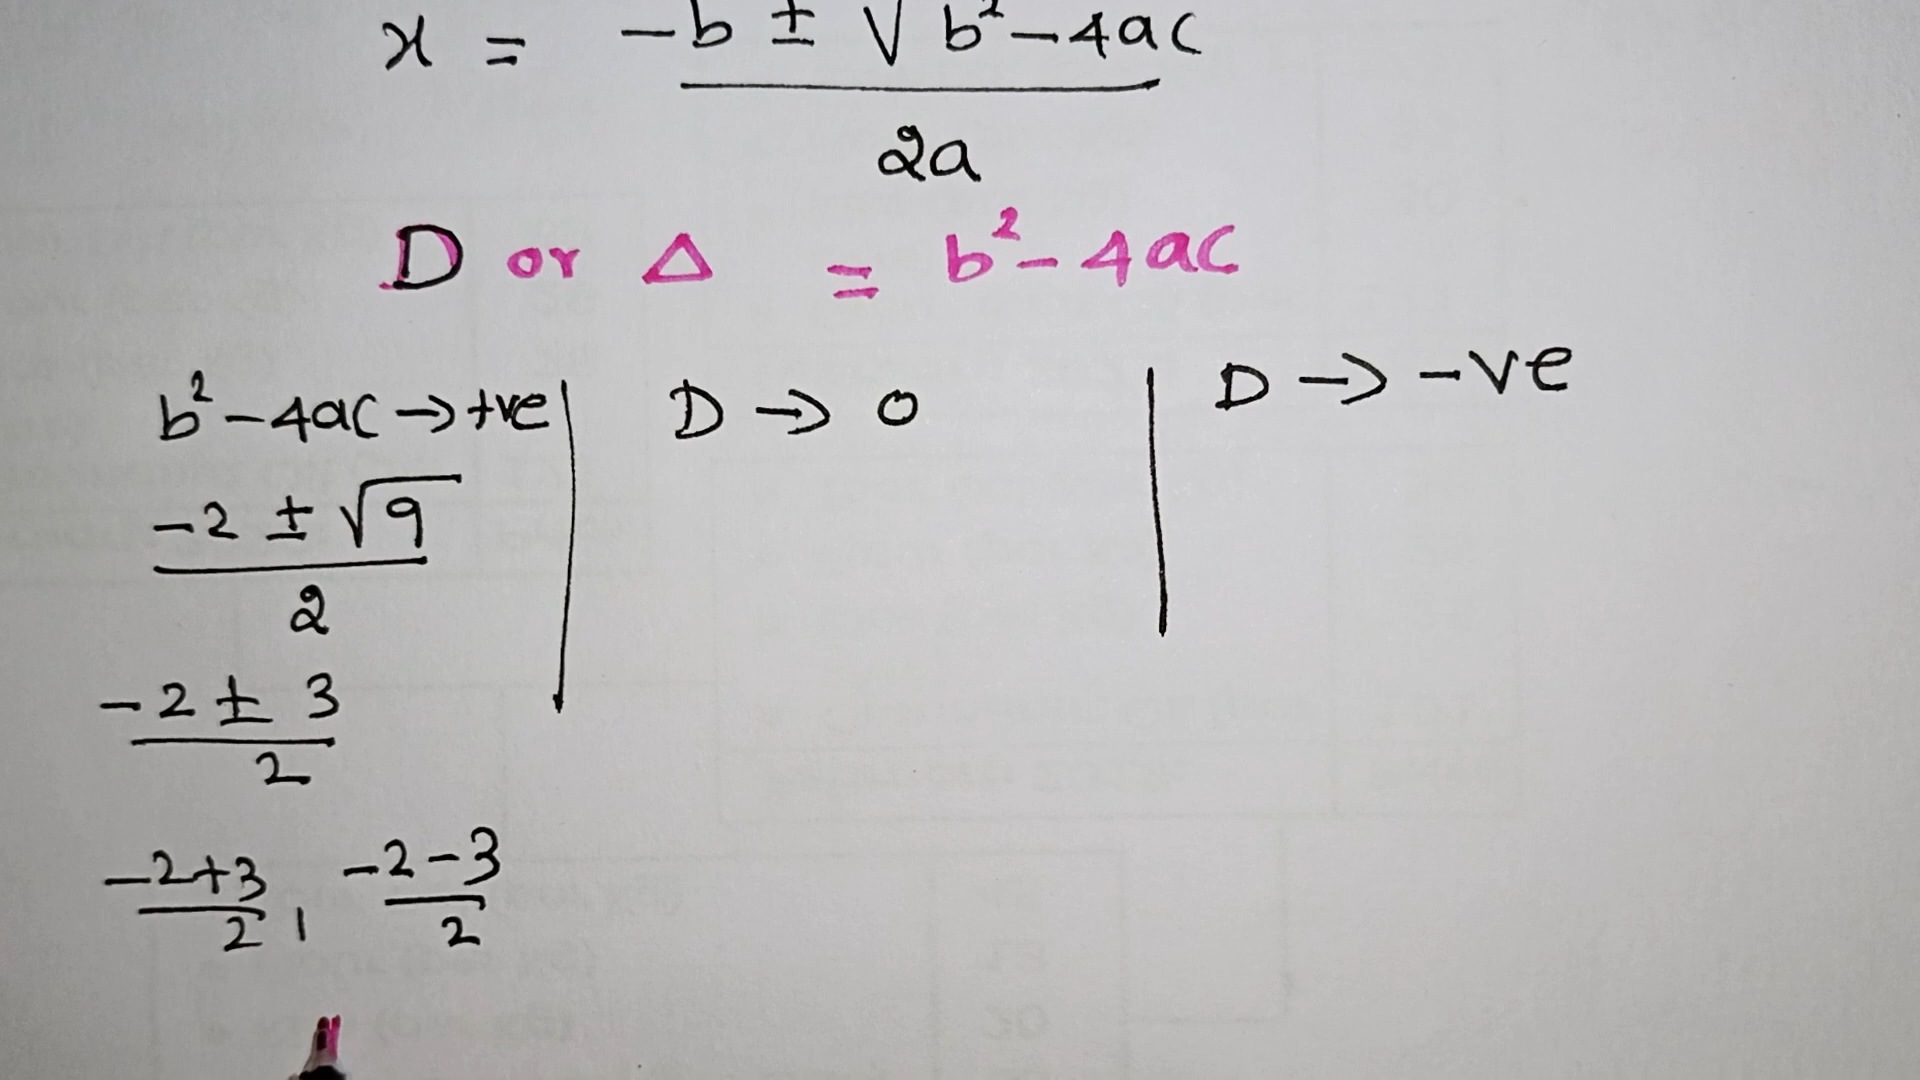 x = -b ± √b²-4ac
2a
D or Δ = b²-4ac
b²-4ac → +ve
-2 ± √9
2
-2 ± 3
2
-2+3 , -2-3
2 2
D → 0
D → -ve